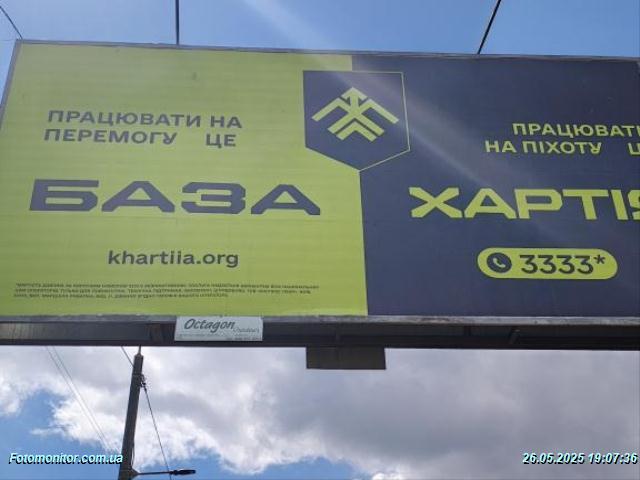 ПРАЦЮВАТИ НА
ПЕРЕМОГУ ЦЕ
БАЗА
khartiia.org
ПРАЦЮВАТИ
НА ПІХОТУ Ц
ХАРТІЯ
3333*
Octagon
Fotomonitor.com.ua
26.05.2025 19:07:36